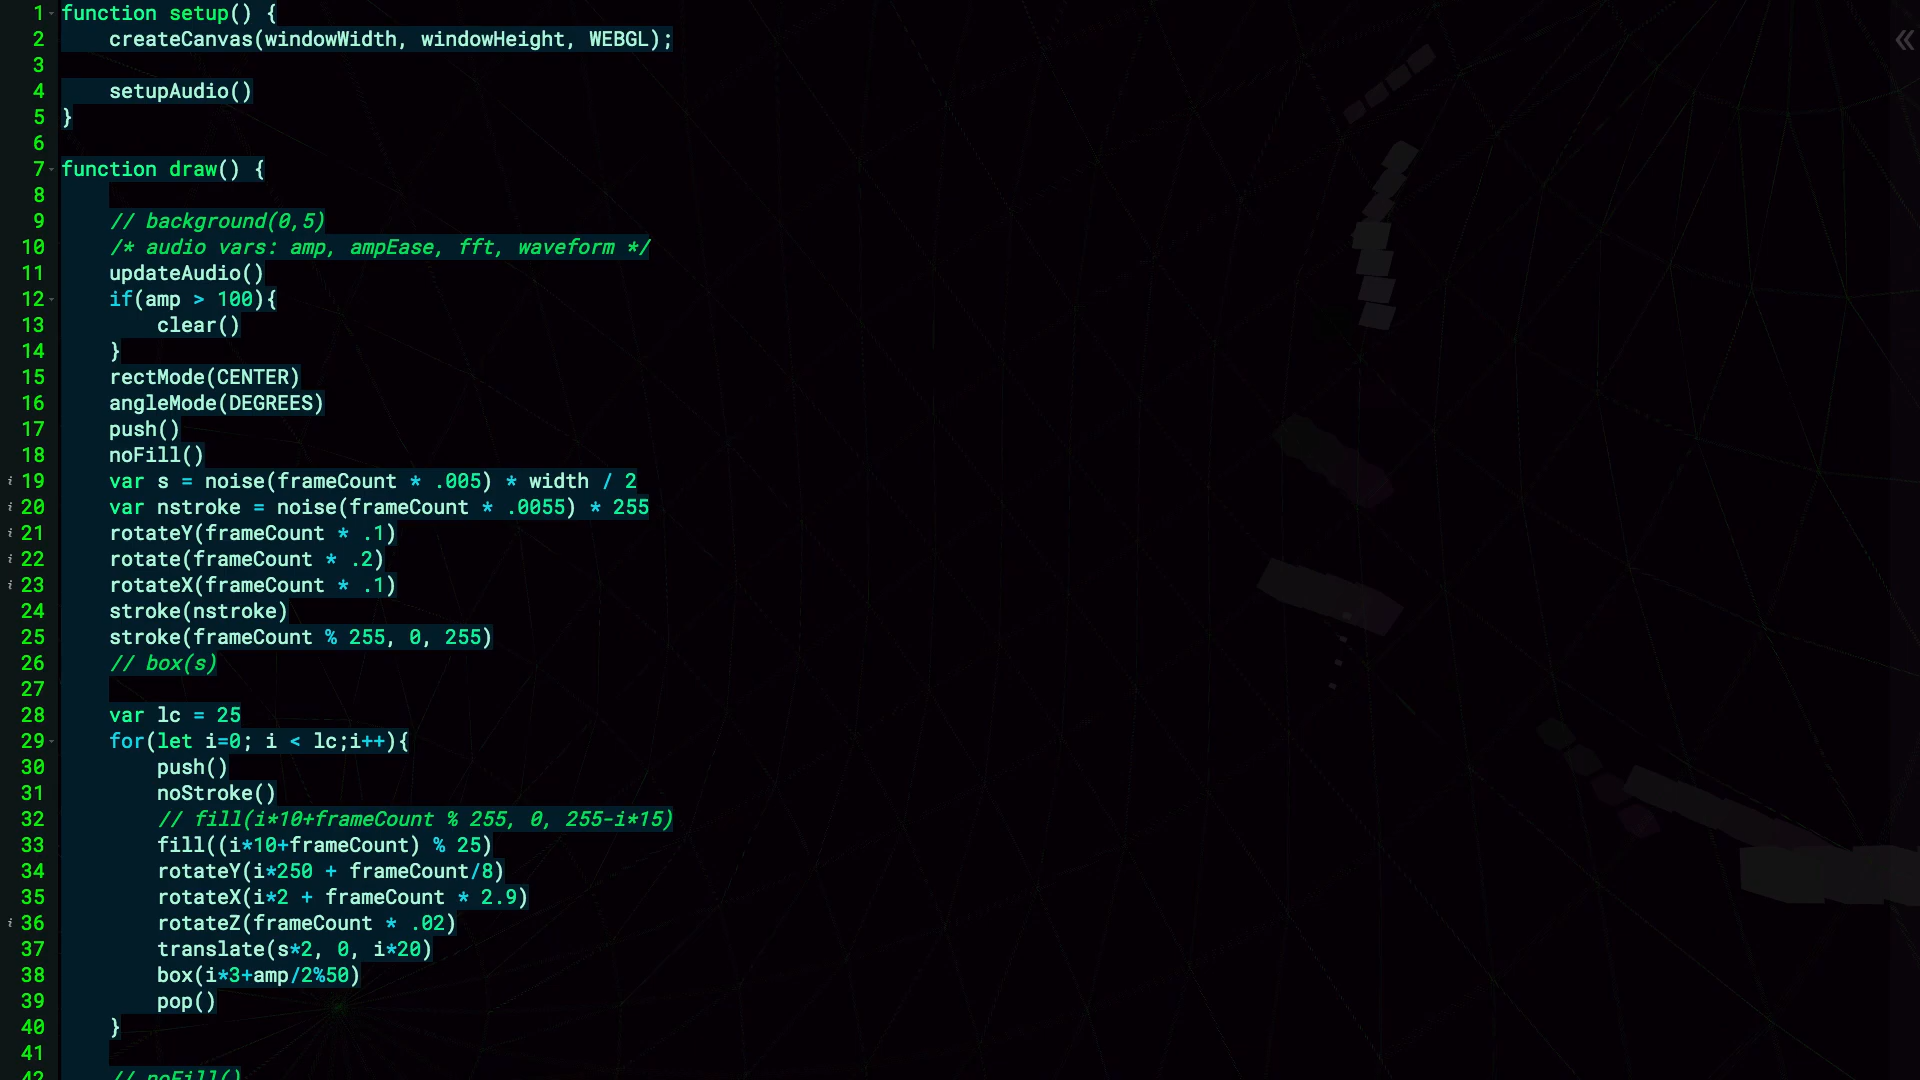 1 function setup() {
2 createCanvas(windowWidth, windowHeight, WEBGL);
3
4 setupAudio()
5 }
6
7 function draw() {
8
9 // background(0,5)
10 /* audio vars: amp, ampEase, fft, waveform */
11 updateAudio()
12 if(amp > 100){
13 clear()
14 }
15 rectMode(CENTER)
16 angleMode(DEGREES)
17 push()
18 noFill()
i 19 var s = noise(frameCount * .005) * width / 2
i 20 var nstroke = noise(frameCount * .0055) * 255
i 21 rotateY(frameCount * .1)
i 22 rotate(frameCount * .2)
i 23 rotateX(frameCount * .1)
24 stroke(nstroke)
25 stroke(frameCount % 255, 0, 255)
26 // box(s)
27
28 var lc = 25
29 for(let i=0; i < lc;i++){
30 push()
31 noStroke()
32 // fill(i*10+frameCount % 255, 0, 255-i*15)
33 fill((i*10+frameCount) % 25)
34 rotateY(i*250 + frameCount/8)
35 rotateX(i*2 + frameCount * 2.9)
i 36 rotateZ(frameCount * .02)
37 translate(s*2, 0, i*20)
38 box(i*3+amp/2%50)
39 pop()
40 }
41
42 // noFill()